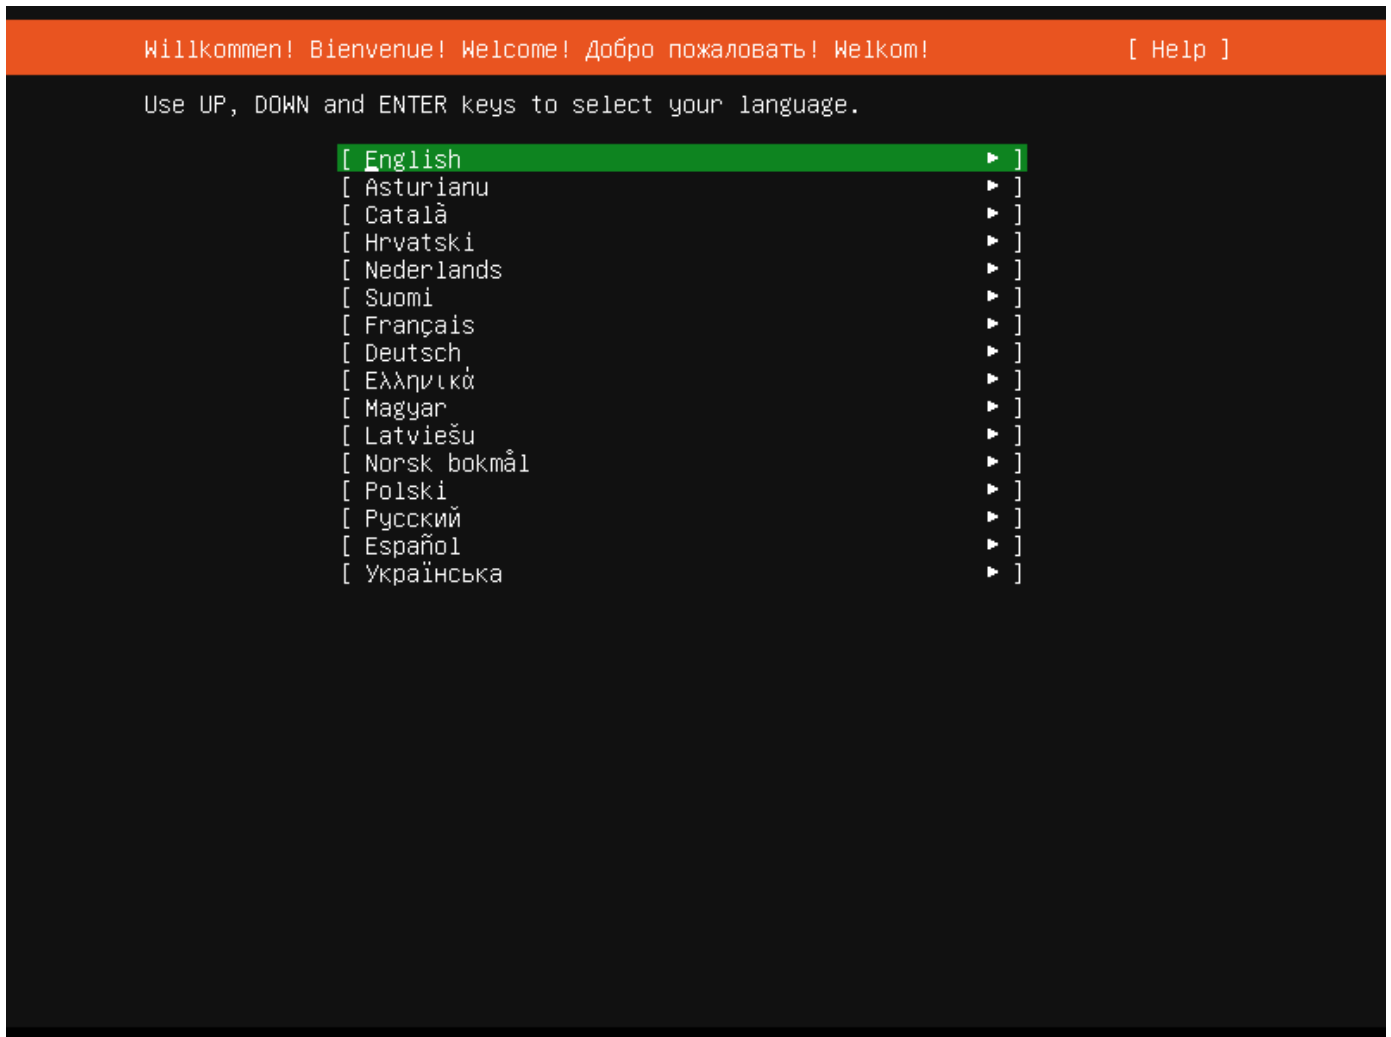 Willkommen! Bienvenue! Welcome! Добро пожаловать! Welkom! [ Help ]
Use UP, DOWN and ENTER keys to select your language.
[ English ► ]
[ Asturianu ► ]
[ Català ► ]
[ Hrvatski ► ]
[ Nederlands ► ]
[ Suomi ► ]
[ Français ► ]
[ Deutsch ► ]
[ Ελληνικά ► ]
[ Magyar ► ]
[ Latviešu ► ]
[ Norsk bokmål ► ]
[ Polski ► ]
[ Русский ► ]
[ Español ► ]
[ Українська ► ]